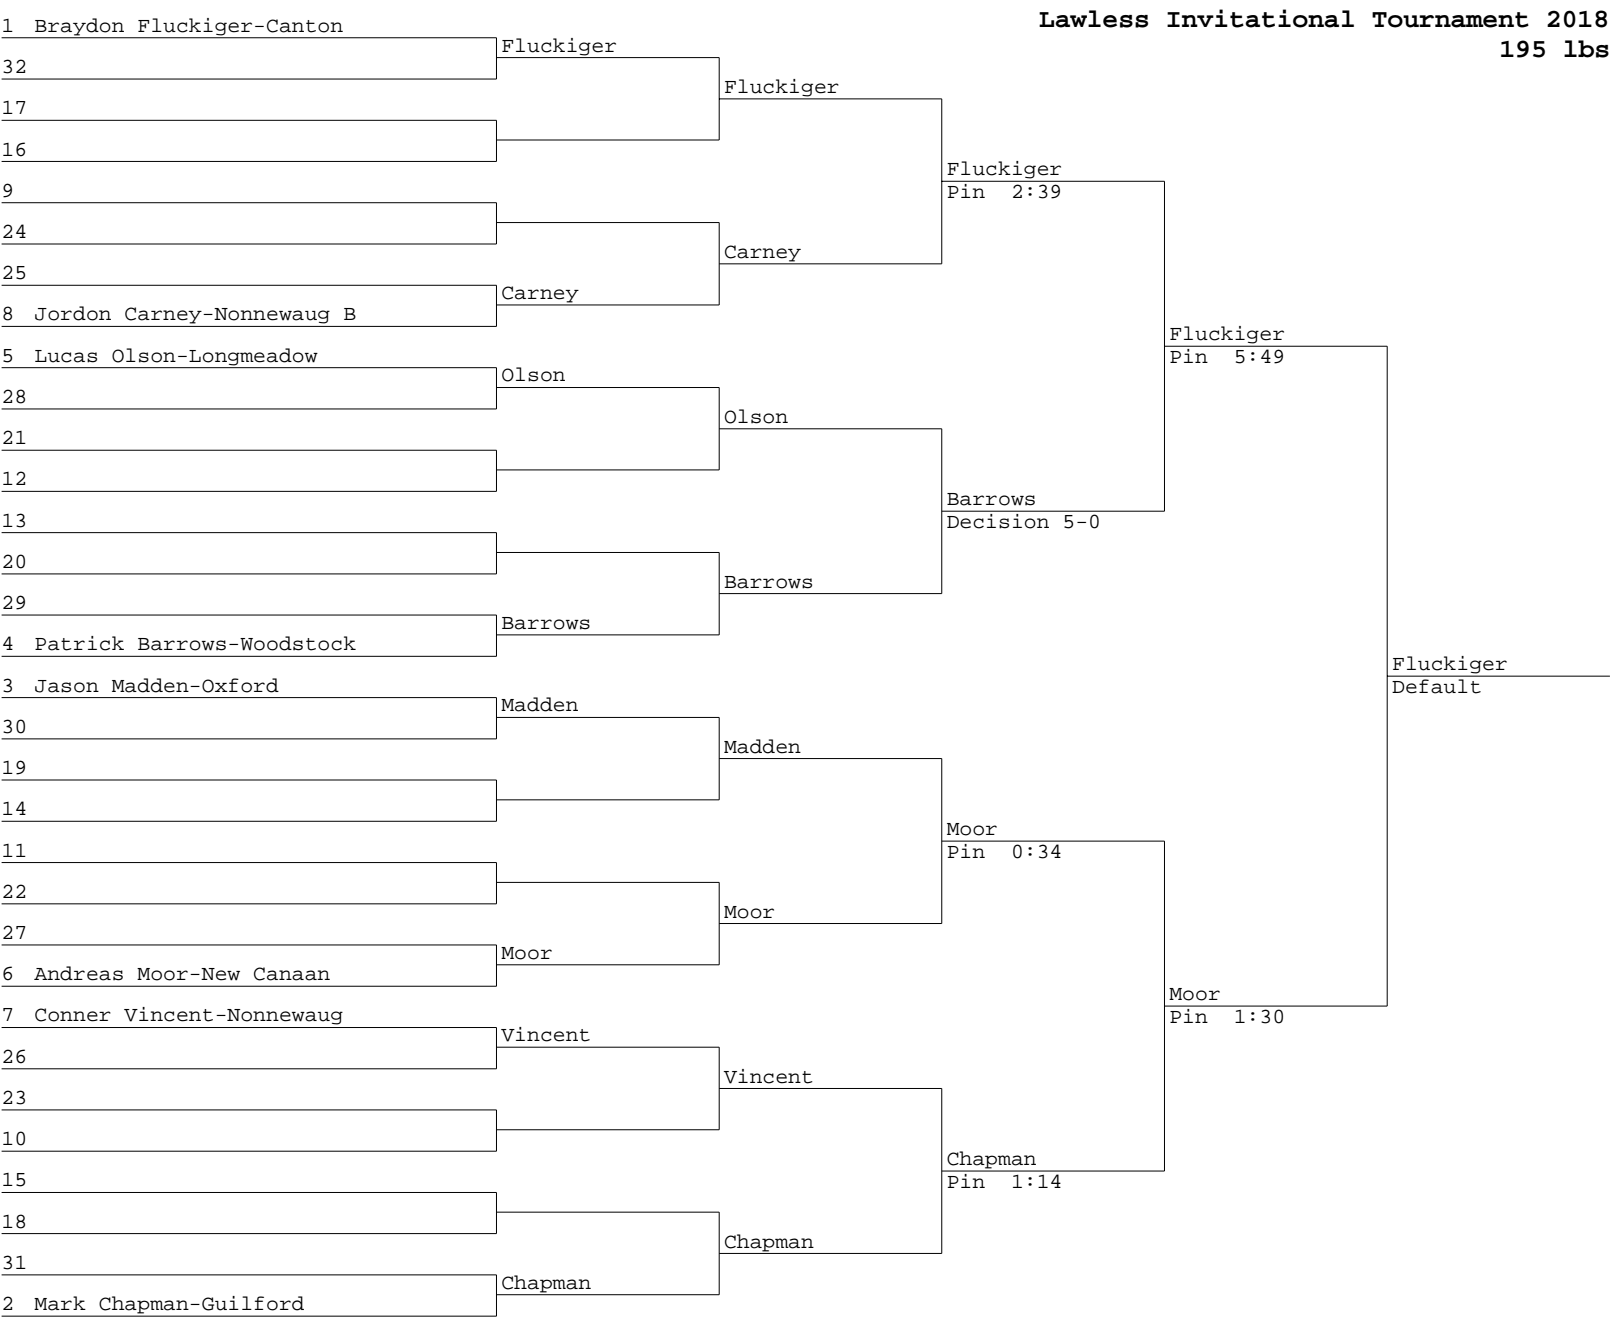 Lawless Invitational Tournament 2018
195 lbs
1 Braydon Fluckiger-Canton
32
17
16
9
24
25
8 Jordon Carney-Nonnewaug B
5 Lucas Olson-Longmeadow
28
21
12
13
20
29
4 Patrick Barrows-Woodstock
3 Jason Madden-Oxford
30
19
14
11
22
27
6 Andreas Moor-New Canaan
7 Conner Vincent-Nonnewaug
26
23
10
15
18
31
2 Mark Chapman-Guilford
Fluckiger
Carney
Olson
Barrows
Madden
Moor
Vincent
Chapman
Fluckiger
Carney
Olson
Barrows
Madden
Moor
Vincent
Chapman
Fluckiger
Pin 2:39
Barrows
Decision 5-0
Moor
Pin 0:34
Chapman
Pin 1:14
Fluckiger
Pin 5:49
Moor
Pin 1:30
Fluckiger
Default